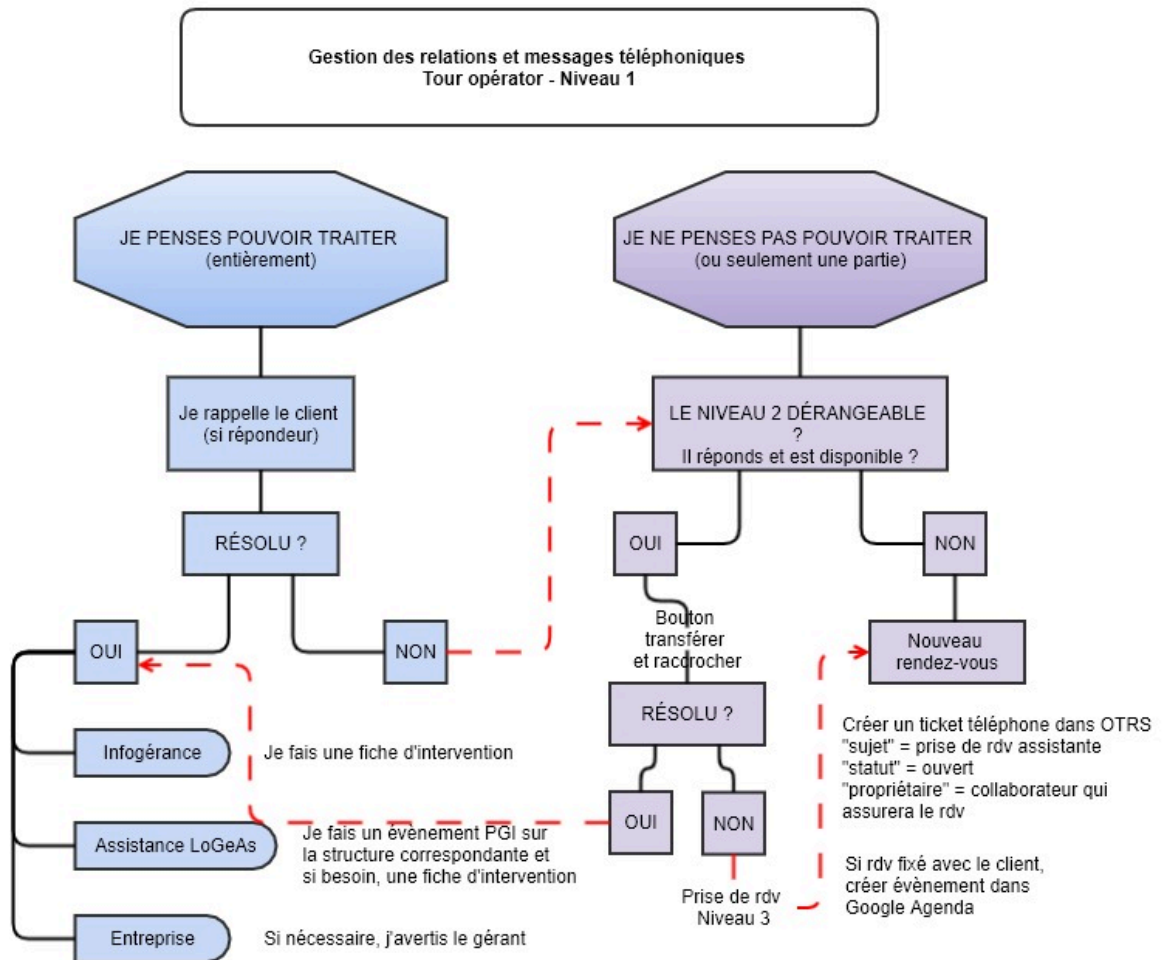 Gestion des relations et messages téléphoniques
Tour opérator - Niveau 1
JE PENSES POUVOIR TRAITER
(entièrement)
JE NE PENSES PAS POUVOIR TRAITER
(ou seulement une partie)
Je rappelle le client
(si répondeur)
LE NIVEAU 2 DÉRANGEABLE
?
Il réponds et est disponible ?
RÉSOLU ?
OUI
NON
OUI
NON
Bouton
transférer
et raccrocher
Nouveau
rendez-vous
RÉSOLU ?
Infogérance
Je fais une fiche d'intervention
Créer un ticket téléphone dans OTRS
"sujet" = prise de rdv assistante
"statut" = ouvert
"propriétaire" = collaborateur qui
assurera le rdv
OUI
NON
Assistance LoGeAs
Je fais un évènement PGI sur
la structure correspondante et
si besoin, une fiche d'intervention
Prise de rdv
Niveau 3
Si rdv fixé avec le client,
créer évènement dans
Google Agenda
Entreprise
Si nécessaire, j'avertis le gérant